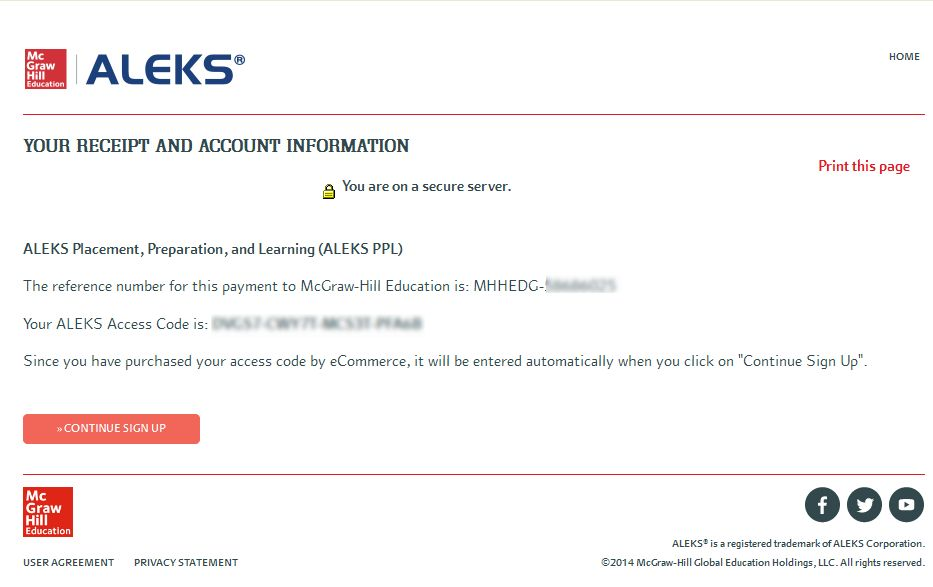 Mc
Graw
Hill
Education
ALEKS®
HOME
YOUR RECEIPT AND ACCOUNT INFORMATION
Print this page
You are on a secure server.
ALEKS Placement, Preparation, and Learning (ALEKS PPL)
The reference number for this payment to McGraw-Hill Education is: MHHEDG-
Your ALEKS Access Code is:
Since you have purchased your access code by eCommerce, it will be entered automatically when you click on "Continue Sign Up".
» CONTINUE SIGN UP
Mc
Graw
Hill
Education
ALEKS® is a registered trademark of ALEKS Corporation.
USER AGREEMENT PRIVACY STATEMENT ©2014 McGraw-Hill Global Education Holdings, LLC. All rights reserved.